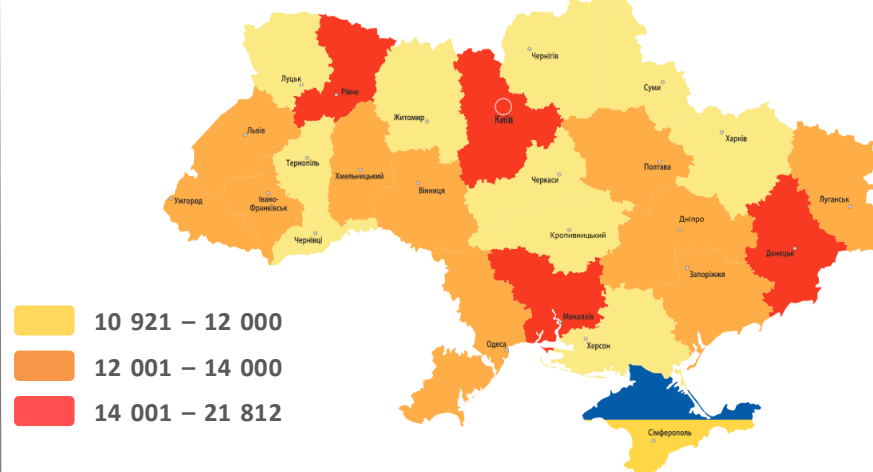 Чернігів
Луцьк
Рівне
Суми
Київ
Житомир
Львів
Харків
Тернопіль
Хмельницький
Полтава
Вінниця
Черкаси
Ужгород
Івано-
Франківськ
Луганськ
Дніпро
Чернівці
Кропивницький
Донецьк
Запоріжжя
Миколаїв
Одеса
Херсон
Сімферополь
10 921 – 12 000
12 001 – 14 000
14 001 – 21 812